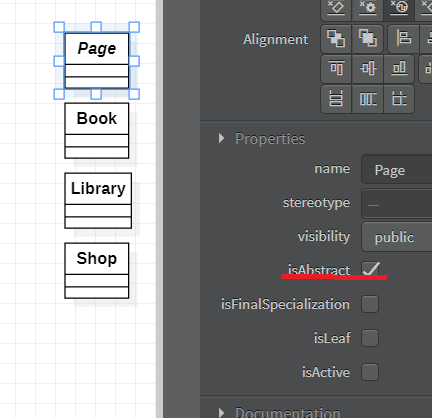 Page
Book
Library
Shop
Alignment
Properties
name Page
stereotype —
visibility public
isAbstract
isFinalSpecialization
isLeaf
isActive
Documentation